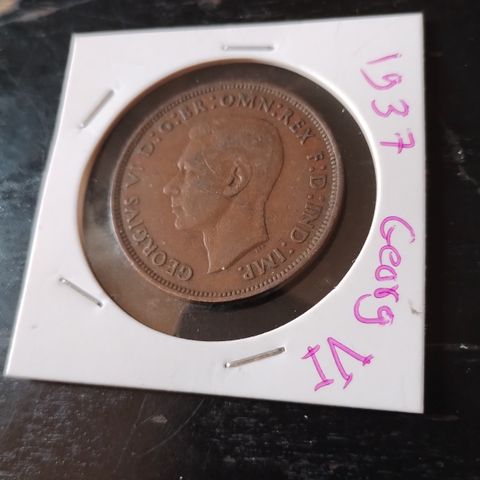 1937 Georg VI
GEORGIVS VI D:G:BR:OMN:REX F:D:IND:IMP.